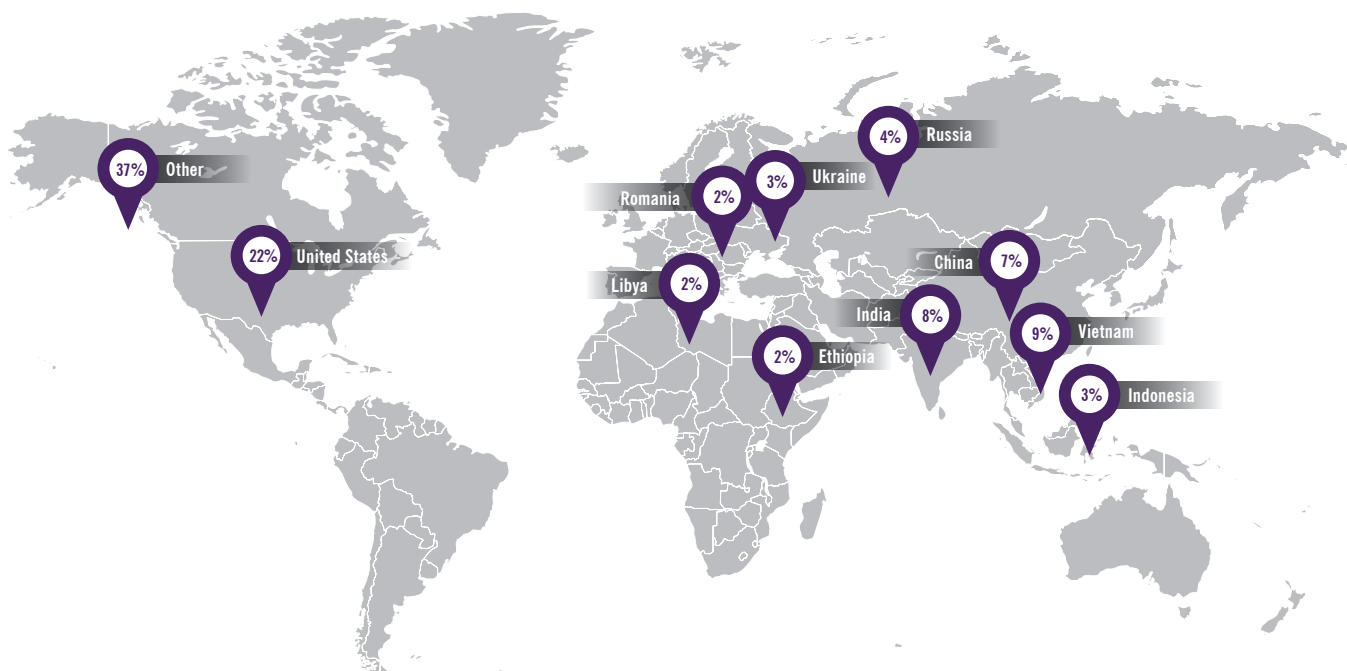 4% Russia
37% Other
3% Ukraine
Romania 2%
22% United States
China 7%
Libya 2%
India 8%
9% Vietnam
2% Ethiopia
3% Indonesia